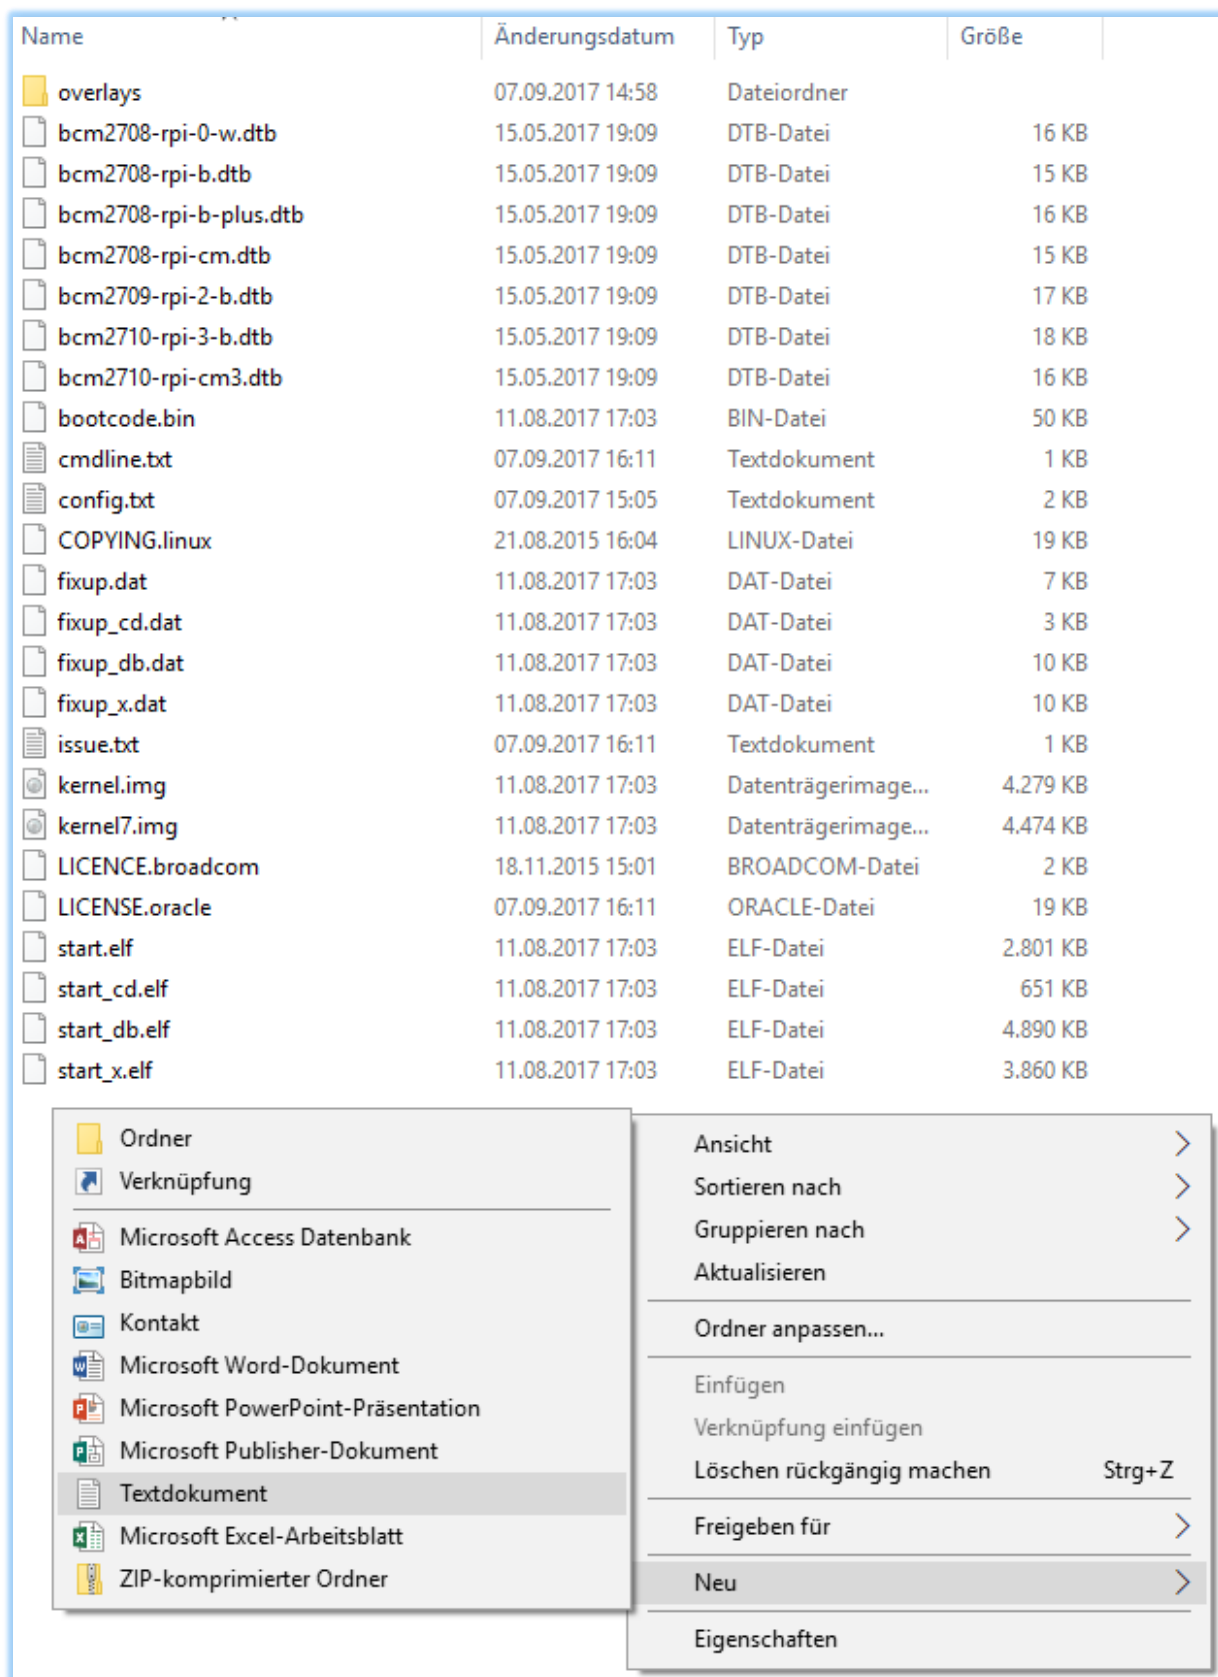 Name Änderungsdatum Typ Größe
overlays 07.09.2017 14:58 Dateiordner
bcm2708-rpi-0-w.dtb 15.05.2017 19:09 DTB-Datei 16 KB
bcm2708-rpi-b.dtb 15.05.2017 19:09 DTB-Datei 15 KB
bcm2708-rpi-b-plus.dtb 15.05.2017 19:09 DTB-Datei 16 KB
bcm2708-rpi-cm.dtb 15.05.2017 19:09 DTB-Datei 15 KB
bcm2709-rpi-2-b.dtb 15.05.2017 19:09 DTB-Datei 17 KB
bcm2710-rpi-3-b.dtb 15.05.2017 19:09 DTB-Datei 18 KB
bcm2710-rpi-cm3.dtb 15.05.2017 19:09 DTB-Datei 16 KB
bootcode.bin 11.08.2017 17:03 BIN-Datei 50 KB
cmdline.txt 07.09.2017 16:11 Textdokument 1 KB
config.txt 07.09.2017 15:05 Textdokument 2 KB
COPYING.linux 21.08.2015 16:04 LINUX-Datei 19 KB
fixup.dat 11.08.2017 17:03 DAT-Datei 7 KB
fixup_cd.dat 11.08.2017 17:03 DAT-Datei 3 KB
fixup_db.dat 11.08.2017 17:03 DAT-Datei 10 KB
fixup_x.dat 11.08.2017 17:03 DAT-Datei 10 KB
issue.txt 07.09.2017 16:11 Textdokument 1 KB
kernel.img 11.08.2017 17:03 Datenträgerimage... 4.279 KB
kernel7.img 11.08.2017 17:03 Datenträgerimage... 4.474 KB
LICENCE.broadcom 18.11.2015 15:01 BROADCOM-Datei 2 KB
LICENSE.oracle 07.09.2017 16:11 ORACLE-Datei 19 KB
start.elf 11.08.2017 17:03 ELF-Datei 2.801 KB
start_cd.elf 11.08.2017 17:03 ELF-Datei 651 KB
start_db.elf 11.08.2017 17:03 ELF-Datei 4.890 KB
start_x.elf 11.08.2017 17:03 ELF-Datei 3.860 KB
Ordner
Verknüpfung
Microsoft Access Datenbank
Bitmapbild
Kontakt
Microsoft Word-Dokument
Microsoft PowerPoint-Präsentation
Microsoft Publisher-Dokument
Textdokument
Microsoft Excel-Arbeitsblatt
ZIP-komprimierter Ordner
Ansicht
Sortieren nach
Gruppieren nach
Aktualisieren
Ordner anpassen...
Einfügen
Verknüpfung einfügen
Löschen rückgängig machen Strg+Z
Freigeben für
Neu
Eigenschaften